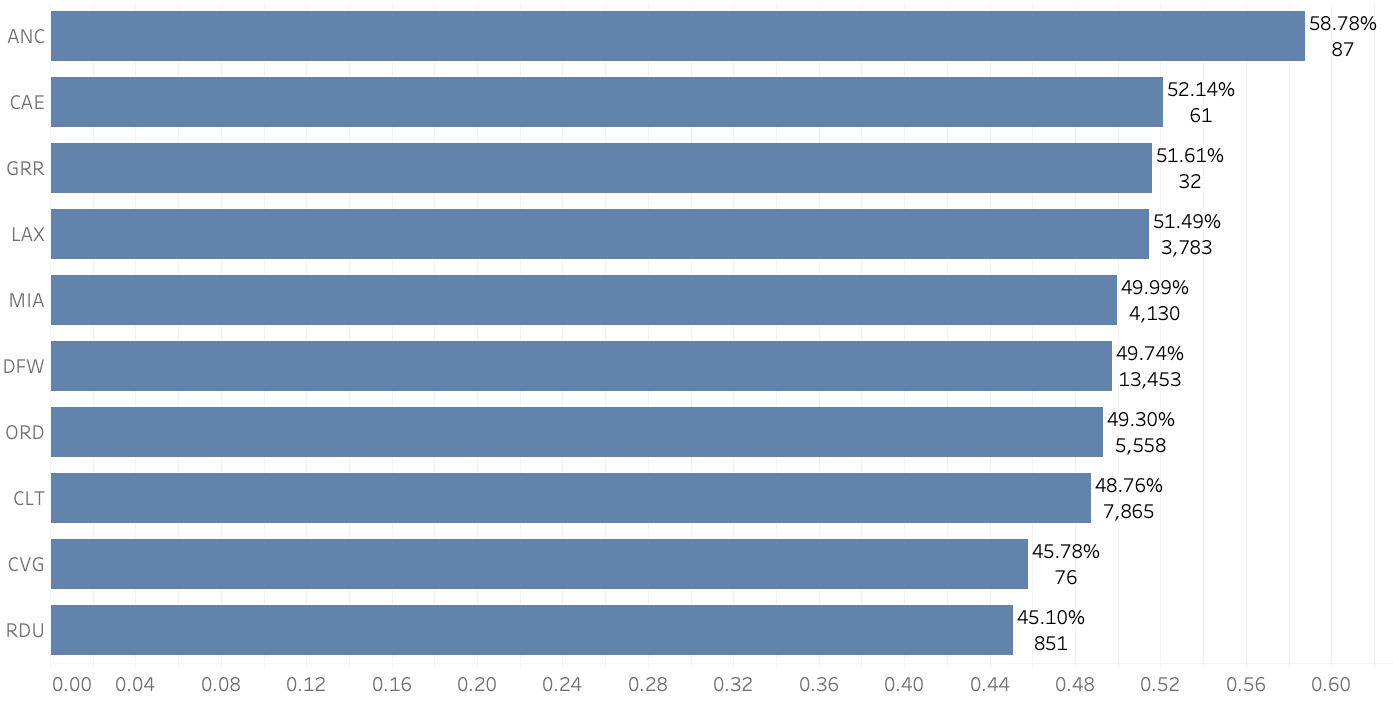 ANC
58.78%
87
CAE
52.14%
61
GRR
51.61%
32
LAX
51.49%
3,783
MIA
49.99%
4,130
DFW
49.74%
13,453
ORD
49.30%
5,558
CLT
48.76%
7,865
CVG
45.78%
76
RDU
45.10%
851
0.00 0.04 0.08 0.12 0.16 0.20 0.24 0.28 0.32 0.36 0.40 0.44 0.48 0.52 0.56 0.60